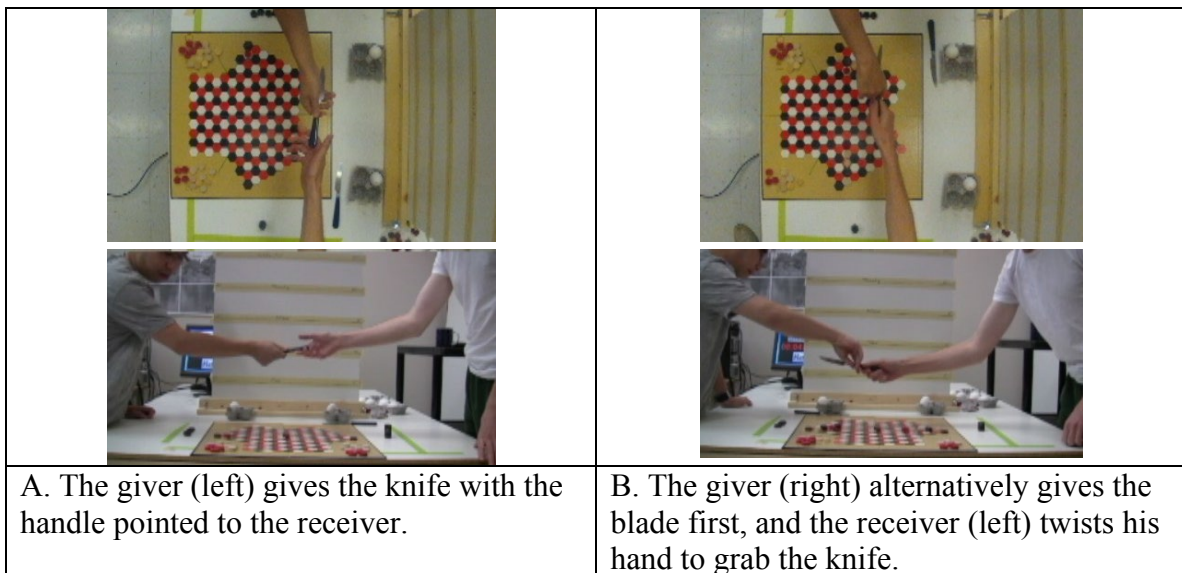 A. The giver (left) gives the knife with the
handle pointed to the receiver.
B. The giver (right) alternatively gives the
blade first, and the receiver (left) twists his
hand to grab the knife.